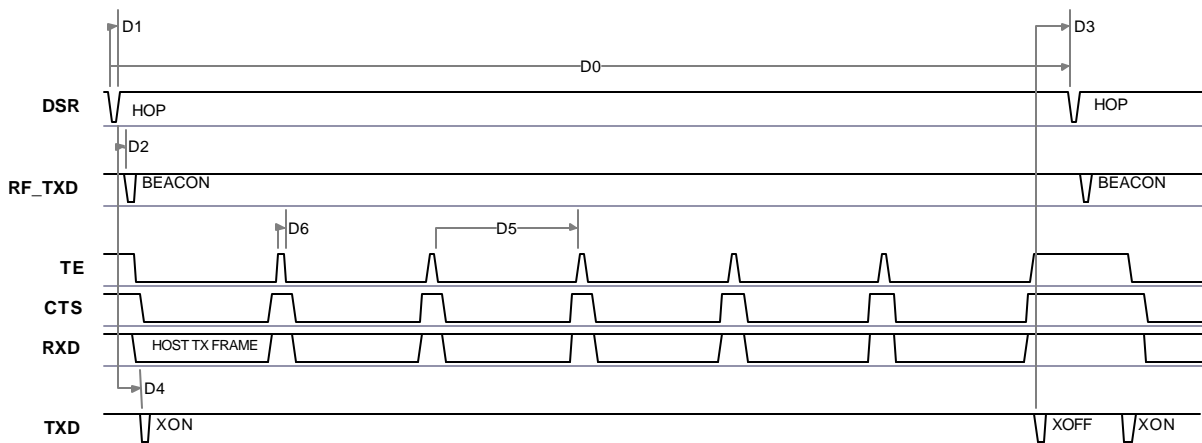 D1
D3
D0
DSR
HOP
HOP
D2
RF_TXD
BEACON
BEACON
D6
D5
TE
CTS
RXD
HOST TX FRAME
D4
TXD
XON
XOFF
XON